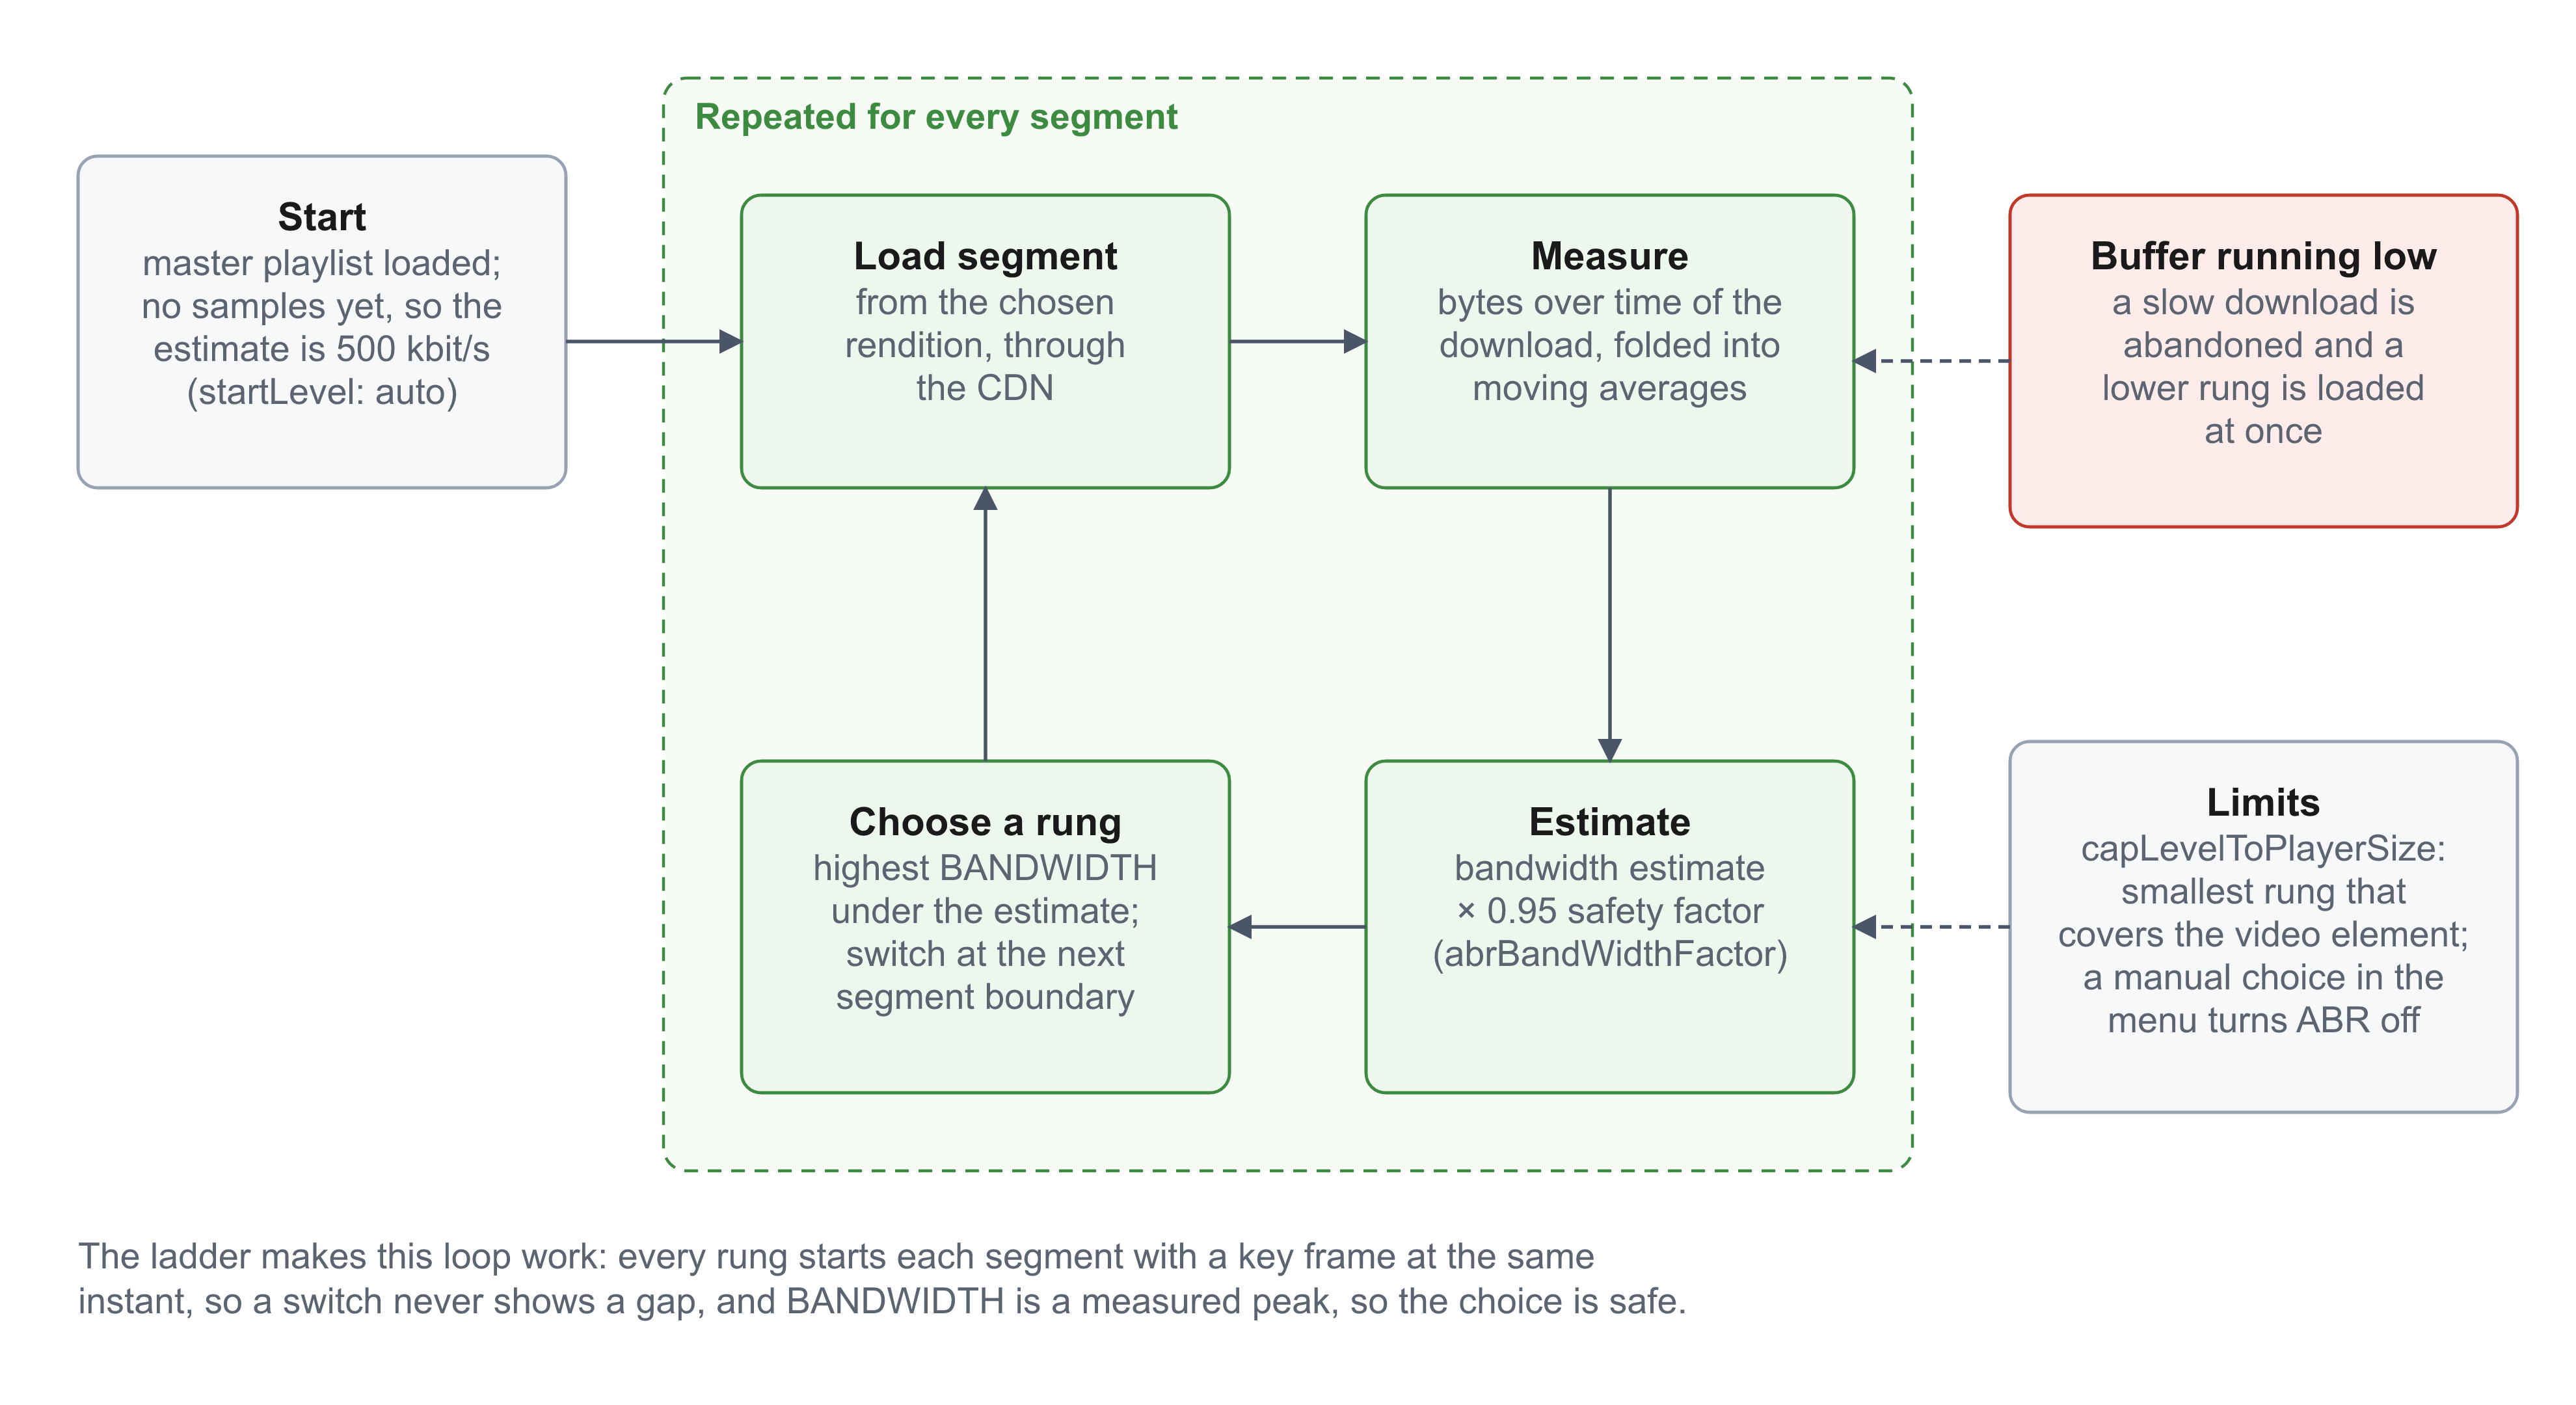 Repeated for every segment
Start
master playlist loaded;
no samples yet, so the
estimate is 500 kbit/s
(startLevel: auto)
Load segment
from the chosen
rendition, through
the CDN
Measure
bytes over time of the
download, folded into
moving averages
Buffer running low
a slow download is
abandoned and a
lower rung is loaded
at once
Choose a rung
highest BANDWIDTH
under the estimate;
switch at the next
segment boundary
Estimate
bandwidth estimate
× 0.95 safety factor
(abrBandWidthFactor)
Limits
capLevelToPlayerSize:
smallest rung that
covers the video element;
a manual choice in the
menu turns ABR off
The ladder makes this loop work: every rung starts each segment with a key frame at the same
instant, so a switch never shows a gap, and BANDWIDTH is a measured peak, so the choice is safe.